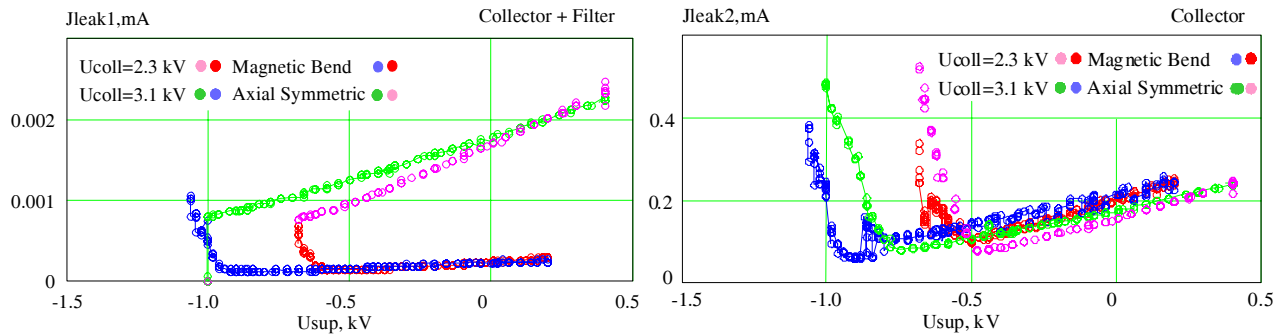 Jleak1,mA
Collector + Filter
Ucoll=2.3 kV Magnetic Bend
Ucoll=3.1 kV Axial Symmetric
0.002
0.001
0
-1.5 -1.0 -0.5 0 0.5
Usup, kV
Jleak2,mA
Collector
Ucoll=2.3 kV Magnetic Bend
Ucoll=3.1 kV Axial Symmetric
0.4
0.2
0
-1.5 -1.0 -0.5 0 0.5
Usup, kV